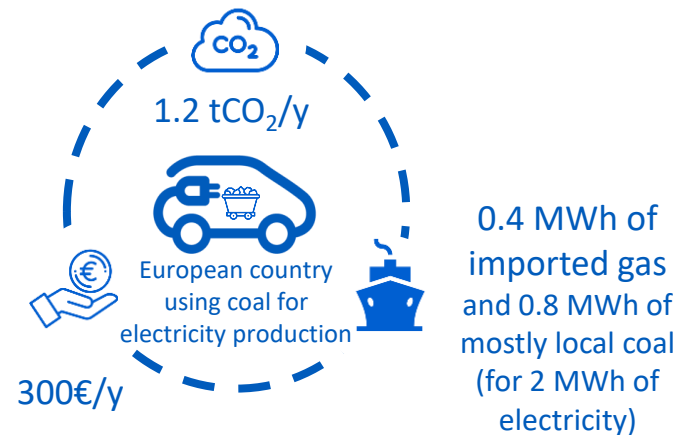 CO₂
1.2 tCO₂/y
€
European country
using coal for
electricity production
300€/y
0.4 MWh of
imported gas
and 0.8 MWh of
mostly local coal
(for 2 MWh of
electricity)